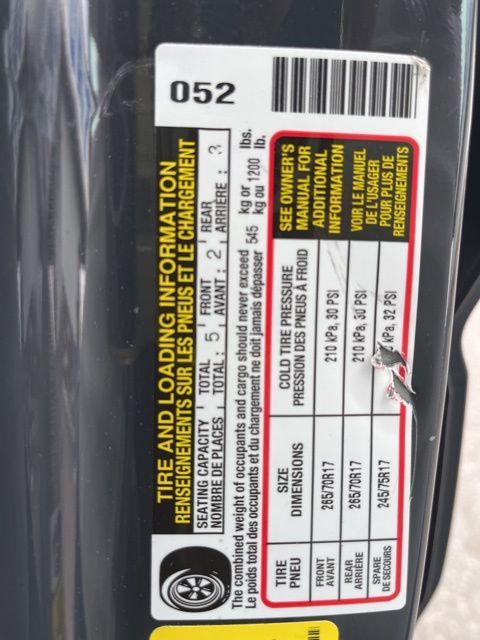 052
TIRE AND LOADING INFORMATION
RENSEIGNEMENTS SUR LES PNEUS ET LE CHARGEMENT
SEATING CAPACITY TOTAL: 5 FRONT 2 REAR 3
NOMBRE DE PLACES TOTAL: AVANT: ARRIÈRE:
The combined weight of occupants and cargo should never exceed 545 kg or 1200 lbs.
Le poids total des occupants et du chargement ne doit jamais dépasser kg ou lb.
TIRE SIZE COLD TIRE PRESSURE
PNEU DIMENSIONS PRESSION DES PNEUS À FROID
FRONT 265/70R17 210 kPa, 30 PSI
AVANT
REAR 265/70R17 210 kPa, 30 PSI
ARRIÈRE
SPARE 245/75R17 kPa, 32 PSI
DE SECOURS
SEE OWNER'S
MANUAL FOR
ADDITIONAL
INFORMATION
VOIR LE MANUEL
DE L'USAGER
POUR PLUS DE
RENSEIGNEMENTS